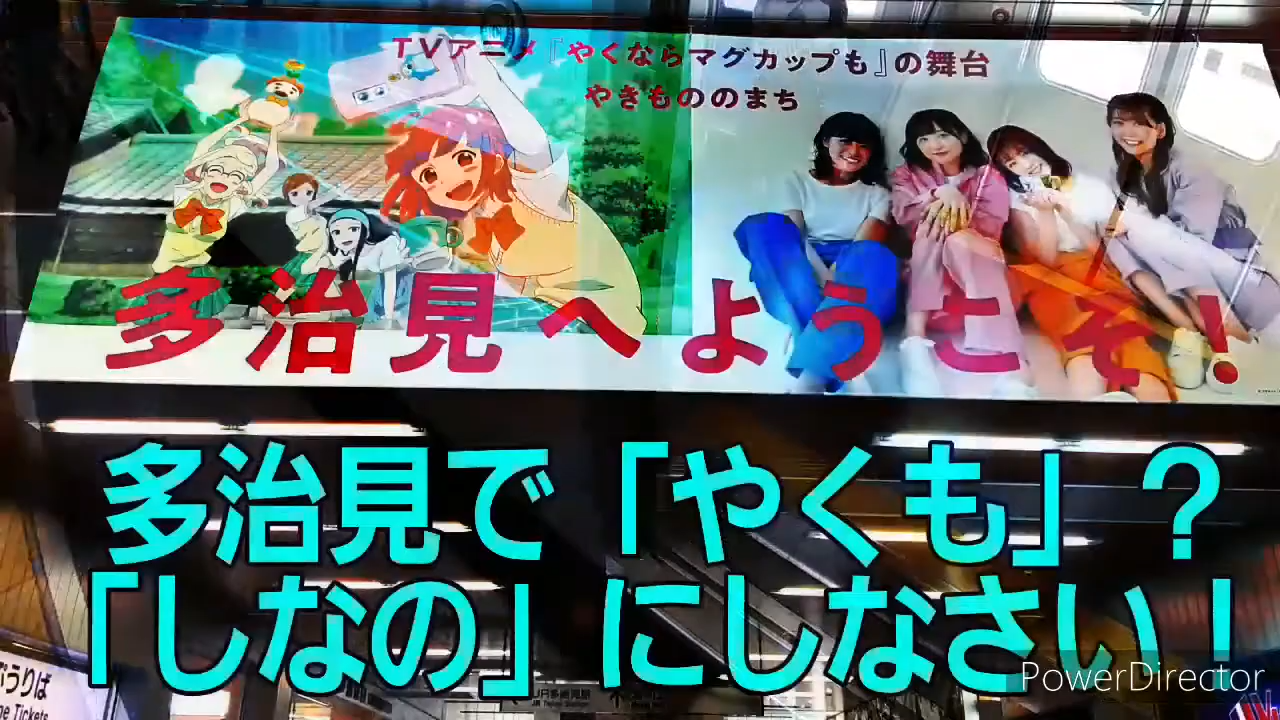 TVアニメ『やくならマグカップも』の舞台
やきもののまち
多治見へようこそ!
多治見で「やくも」?
「しなの」にしなさい!
PowerDirector